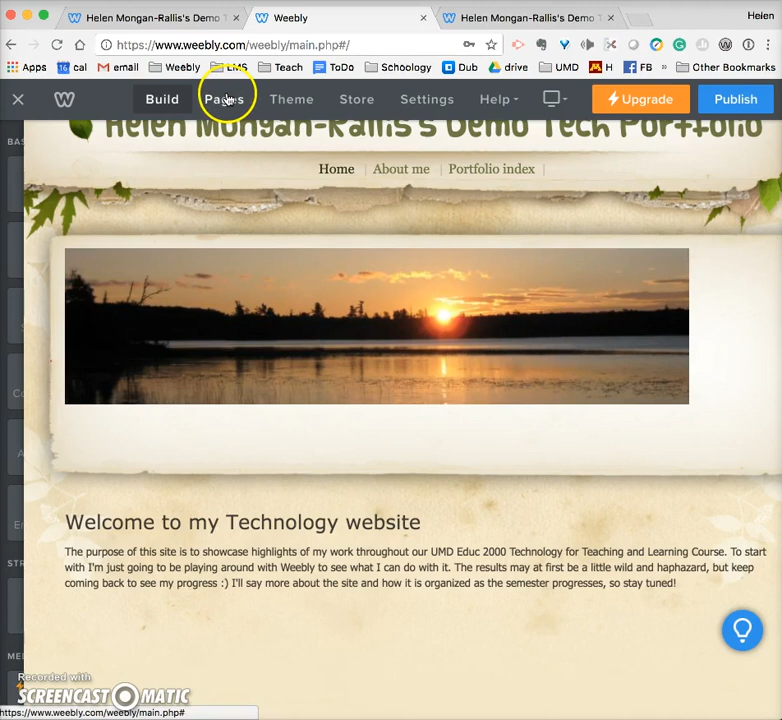 Helen Mongan-Rallis's Demo T
Weebly
Helen Mongan-Rallis's Demo T
Helen
https://www.weebly.com/weebly/main.php#/
Apps
cal
email
Weebly
EMS
Teach
ToDo
Schoology
Dub
drive
UMD
H
FB
»
Other Bookmarks
Build
Pages
Theme
Store
Settings
Help
Upgrade
Publish
Helen Mongan-Rallis's Demo Tech Portfolio
BAS
Home | About me | Portfolio index |
Welcome to my Technology website
The purpose of this site is to showcase highlights of my work throughout our UMD Educ 2000 Technology for Teaching and Learning Course. To start
with I'm just going to be playing around with Weebly to see what I can do with it. The results may at first be a little wild and haphazard, but keep
coming back to see my progress :) I'll say more about the site and how it is organized as the semester progresses, so stay tuned!
STR
ME
Recorded with
SCREENCAST O MATIC
https://www.weebly.com/weebly/main.php#